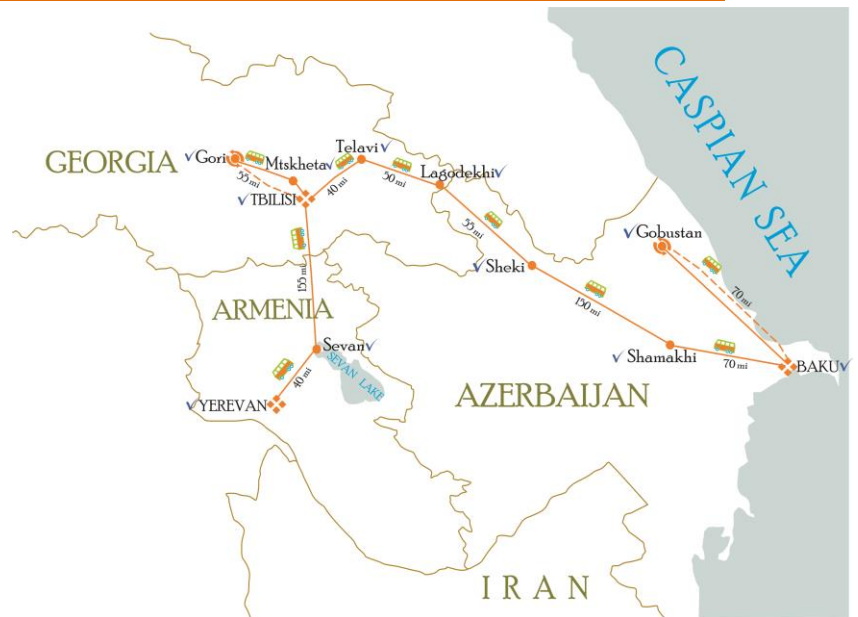 CASPIAN SEA
Telavi
Gori
Mtskheta
GEORGIA
Lagodekhi
55 mi
40 mi
50 mi
TBILISI
55 mi
Gobustan
Sheki
155 mi
150 mi
70 mi
ARMENIA
Sevan
SEVAN LAKE
Shamakhi
70 mi
BAKU
40 mi
YEREVAN
AZERBAIJAN
IRAN